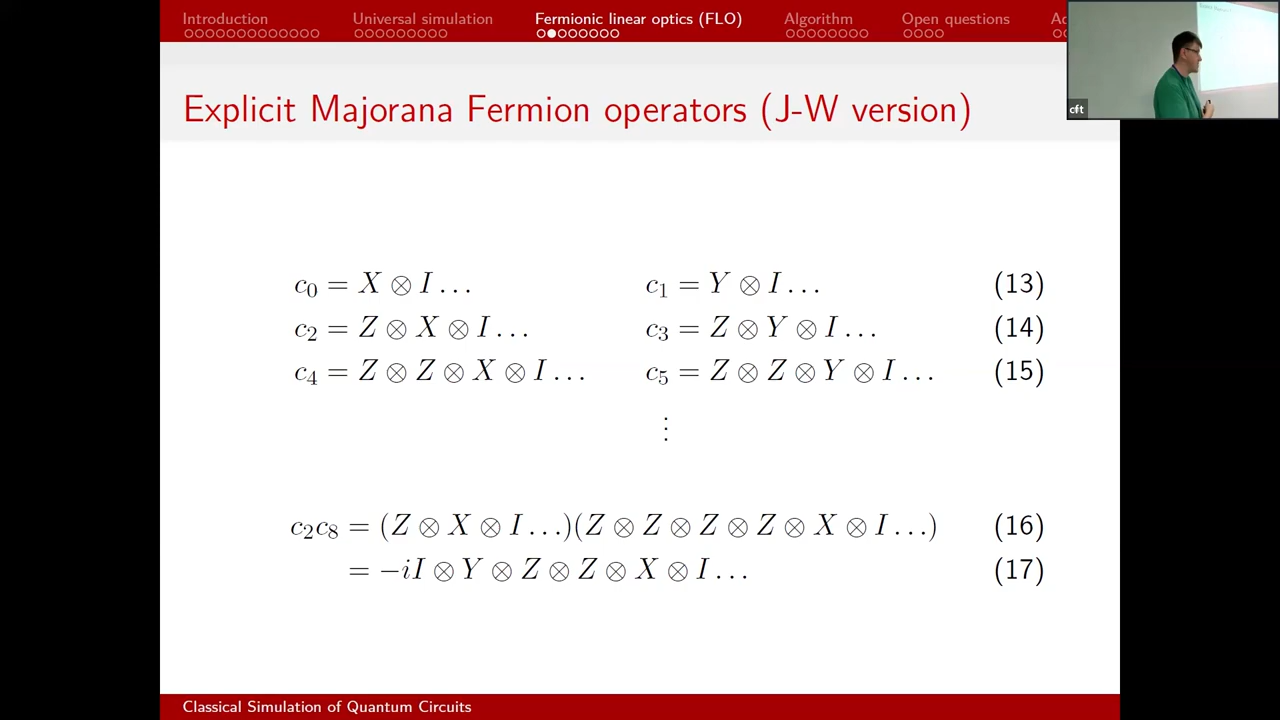 Introduction Universal simulation Fermionic linear optics (FLO) Algorithm Open questions Ad
cft
Explicit Majorana Fermion operators (J-W version)
c₀ = X ⊗ I … c₁ = Y ⊗ I … (13)
c₂ = Z ⊗ X ⊗ I … c₃ = Z ⊗ Y ⊗ I … (14)
c₄ = Z ⊗ Z ⊗ X ⊗ I … c₅ = Z ⊗ Z ⊗ Y ⊗ I … (15)
⋮
c₂c₈ = (Z ⊗ X ⊗ I …)(Z ⊗ Z ⊗ Z ⊗ Z ⊗ X ⊗ I …) (16)
= −iI ⊗ Y ⊗ Z ⊗ Z ⊗ X ⊗ I … (17)
Classical Simulation of Quantum Circuits